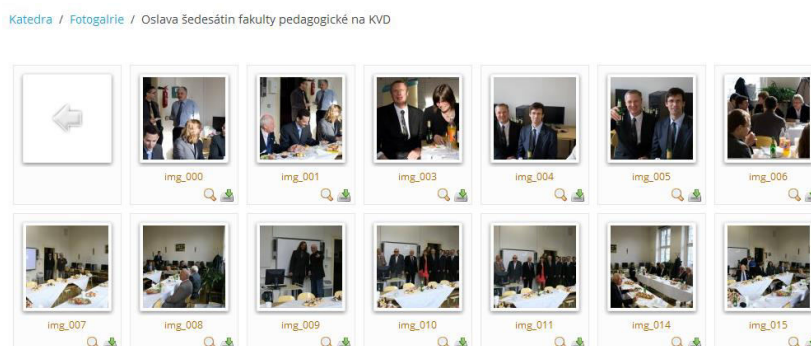 Katedra / Fotogalrie / Oslava šedesátin fakulty pedagogické na KVD
img_000 img_001 img_003 img_004 img_005 img_006
img_007 img_008 img_009 img_010 img_011 img_014 img_015